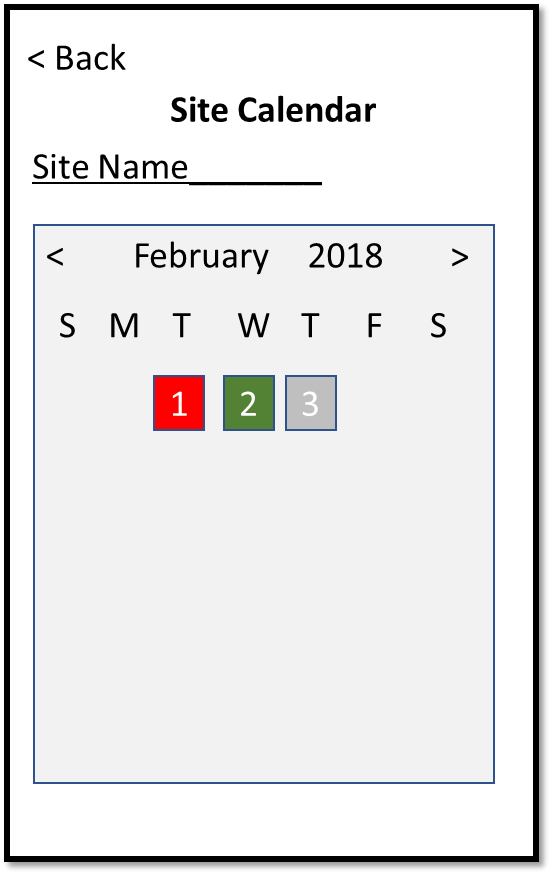 < Back
Site Calendar
Site Name________
< February 2018 >
S M T W T F S
1 2 3